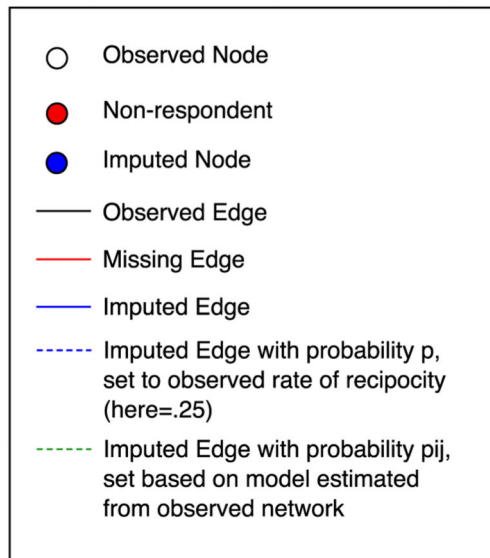 Observed Node
Non-respondent
Imputed Node
Observed Edge
Missing Edge
Imputed Edge
Imputed Edge with probability p,
set to observed rate of recipocity
(here=.25)
Imputed Edge with probability pij,
set based on model estimated
from observed network